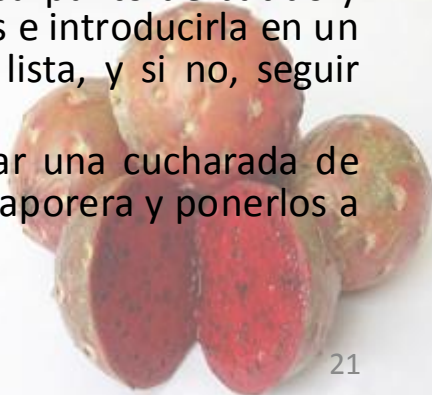 s e introducirla en un
lista, y si no, seguir
ar una cucharada de
aporera y ponerlos a
21